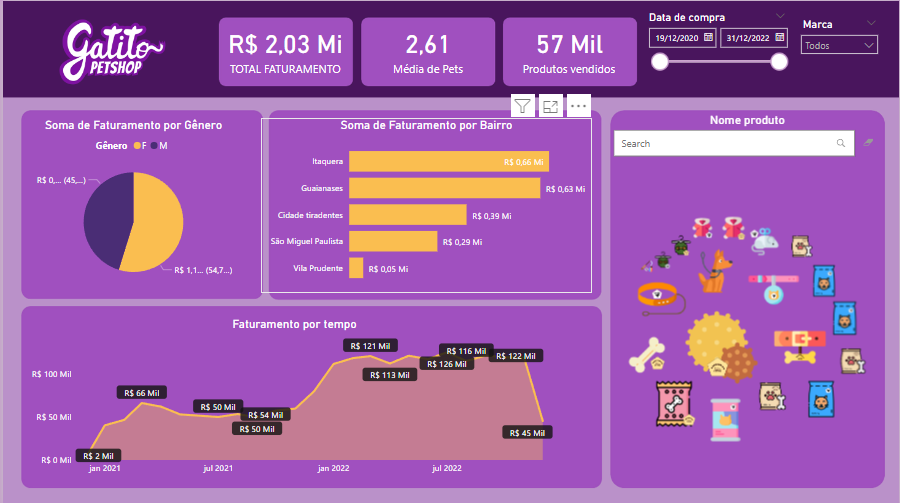 Gatito
PETSHOP
R$ 2,03 Mi
TOTAL FATURAMENTO
2,61
Média de Pets
57 Mil
Produtos vendidos
Data de compra
19/12/2020
31/12/2022
Marca
Todos
Soma de Faturamento por Gênero
Gênero F M
R$ 0,... (45,...)
R$ 1,1... (54,7...)
Soma de Faturamento por Bairro
Itaquera R$ 0,66 Mi
Guaianases R$ 0,63 Mi
Cidade tiradentes R$ 0,39 Mi
São Miguel Paulista R$ 0,29 Mi
Vila Prudente R$ 0,05 Mi
Nome produto
Search
Faturamento por tempo
R$ 100 Mil
R$ 50 Mil
R$ 0 Mil
R$ 2 Mil
R$ 66 Mil
R$ 50 Mil
R$ 54 Mil
R$ 50 Mil
R$ 121 Mil
R$ 113 Mil
R$ 116 Mil
R$ 126 Mil
R$ 122 Mil
R$ 45 Mil
jan 2021
jul 2021
jan 2022
jul 2022